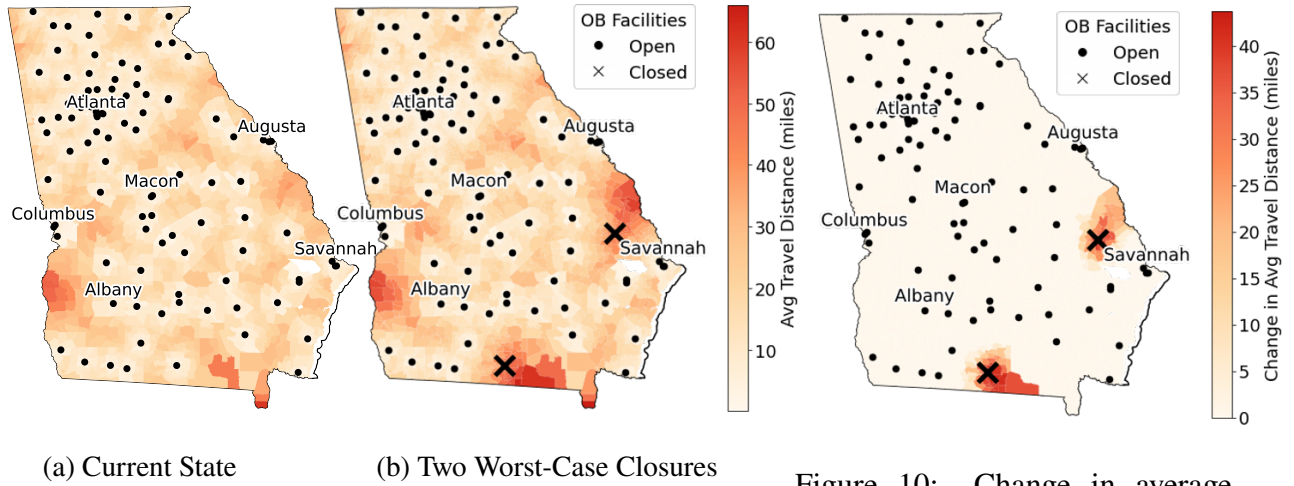 Atlanta
Augusta
Macon
Columbus
Savannah
Albany
(a) Current State
OB Facilities
Open
Closed
Atlanta
Augusta
Macon
Columbus
Savannah
Albany
60
50
40
30
20
10
Avg Travel Distance (miles)
(b) Two Worst-Case Closures
OB Facilities
Open
Closed
Atlanta
Augusta
Macon
Columbus
Savannah
Albany
40
35
30
25
20
15
10
5
0
Change in Avg Travel Distance (miles)
Figure 10: Change in average